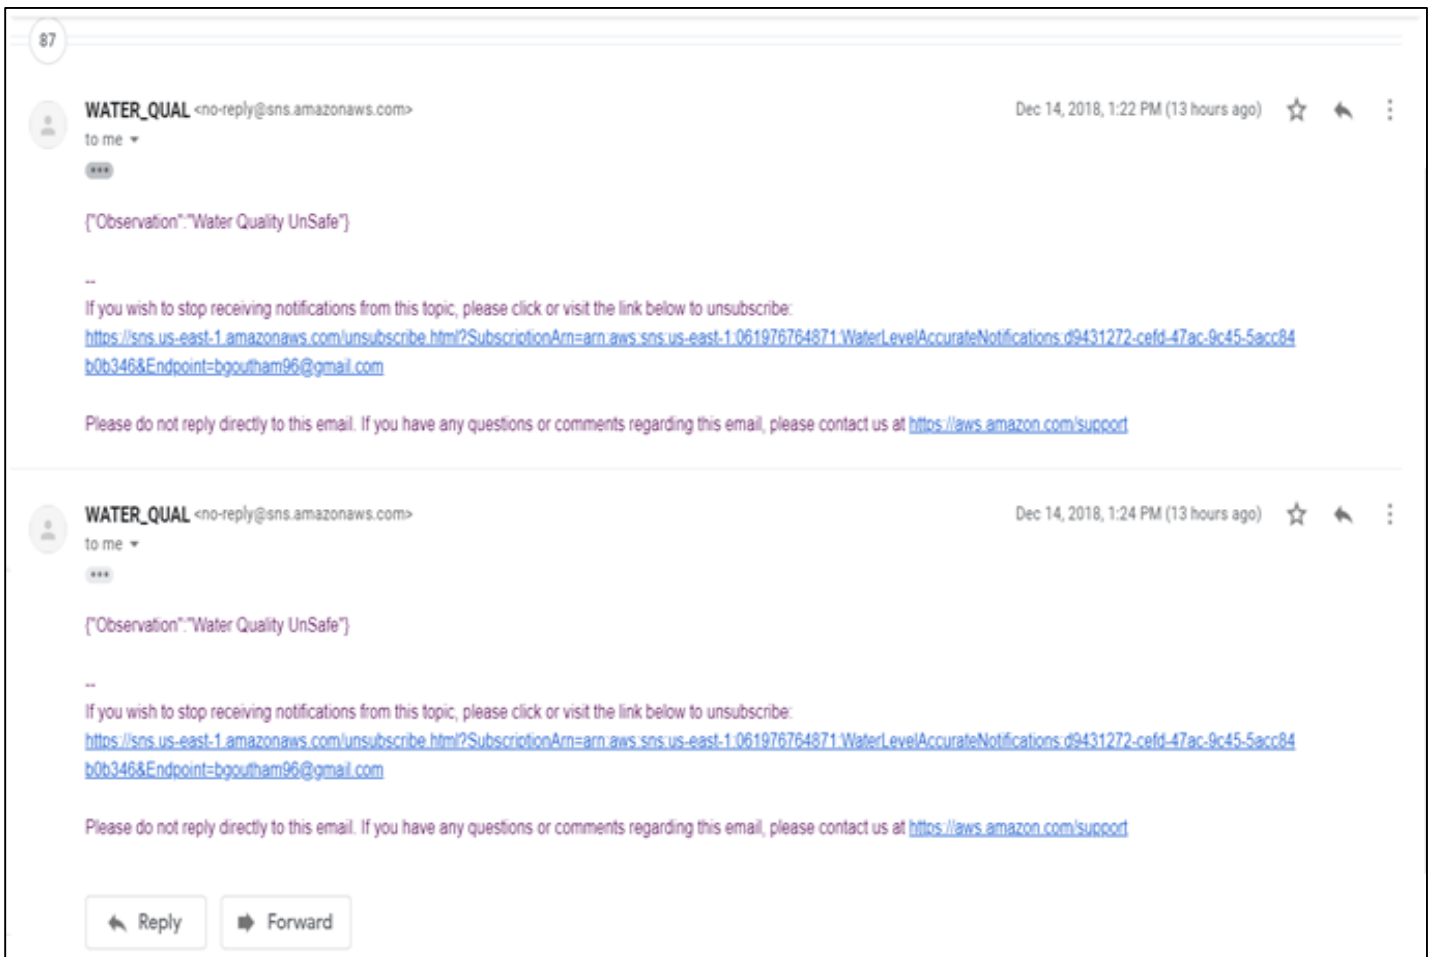 87
WATER_QUAL <no-reply@sns.amazonaws.com> Dec 14, 2018, 1:22 PM (13 hours ago)
to me
{"Observation":"Water Quality UnSafe"}
--
If you wish to stop receiving notifications from this topic, please click or visit the link below to unsubscribe:
https://sns.us-east-1.amazonaws.com/unsubscribe.html?SubscriptionArn=arn:aws:sns:us-east-1:061976764871:WaterLevelAccurateNotifications:d9431272-cefd-47ac-9c45-5acc84
b0b346&Endpoint=bgoutham96@gmail.com
Please do not reply directly to this email. If you have any questions or comments regarding this email, please contact us at https://aws.amazon.com/support
WATER_QUAL <no-reply@sns.amazonaws.com> Dec 14, 2018, 1:24 PM (13 hours ago)
to me
{"Observation":"Water Quality UnSafe"}
--
If you wish to stop receiving notifications from this topic, please click or visit the link below to unsubscribe:
https://sns.us-east-1.amazonaws.com/unsubscribe.html?SubscriptionArn=arn:aws:sns:us-east-1:061976764871:WaterLevelAccurateNotifications:d9431272-cefd-47ac-9c45-5acc84
b0b346&Endpoint=bgoutham96@gmail.com
Please do not reply directly to this email. If you have any questions or comments regarding this email, please contact us at https://aws.amazon.com/support
Reply Forward